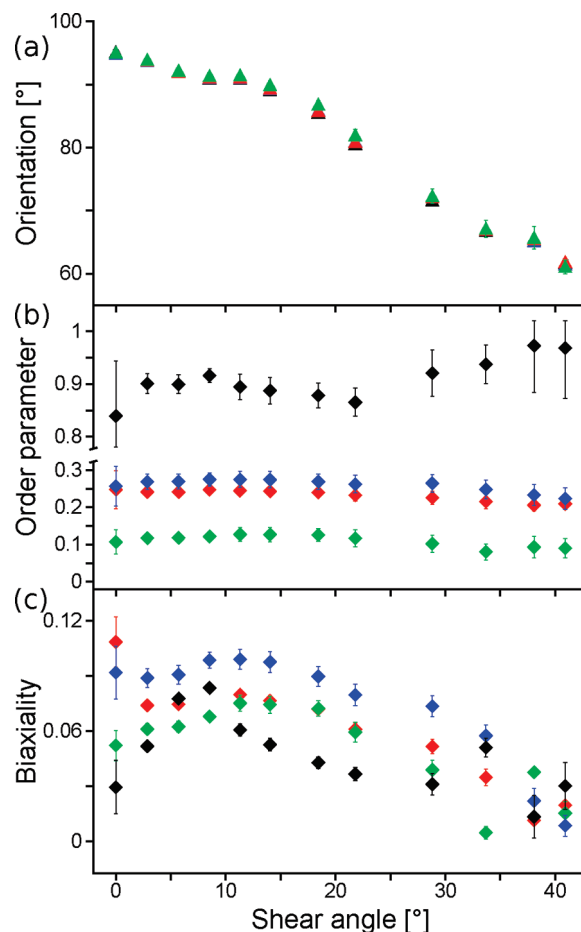 (a)
Orientation [°]
100
80
60
(b)
Order parameter
1
0.9
0.8
0.3
0.2
0.1
0
(c)
Biaxiality
0.12
0.06
0
0 10 20 30 40
Shear angle [°]